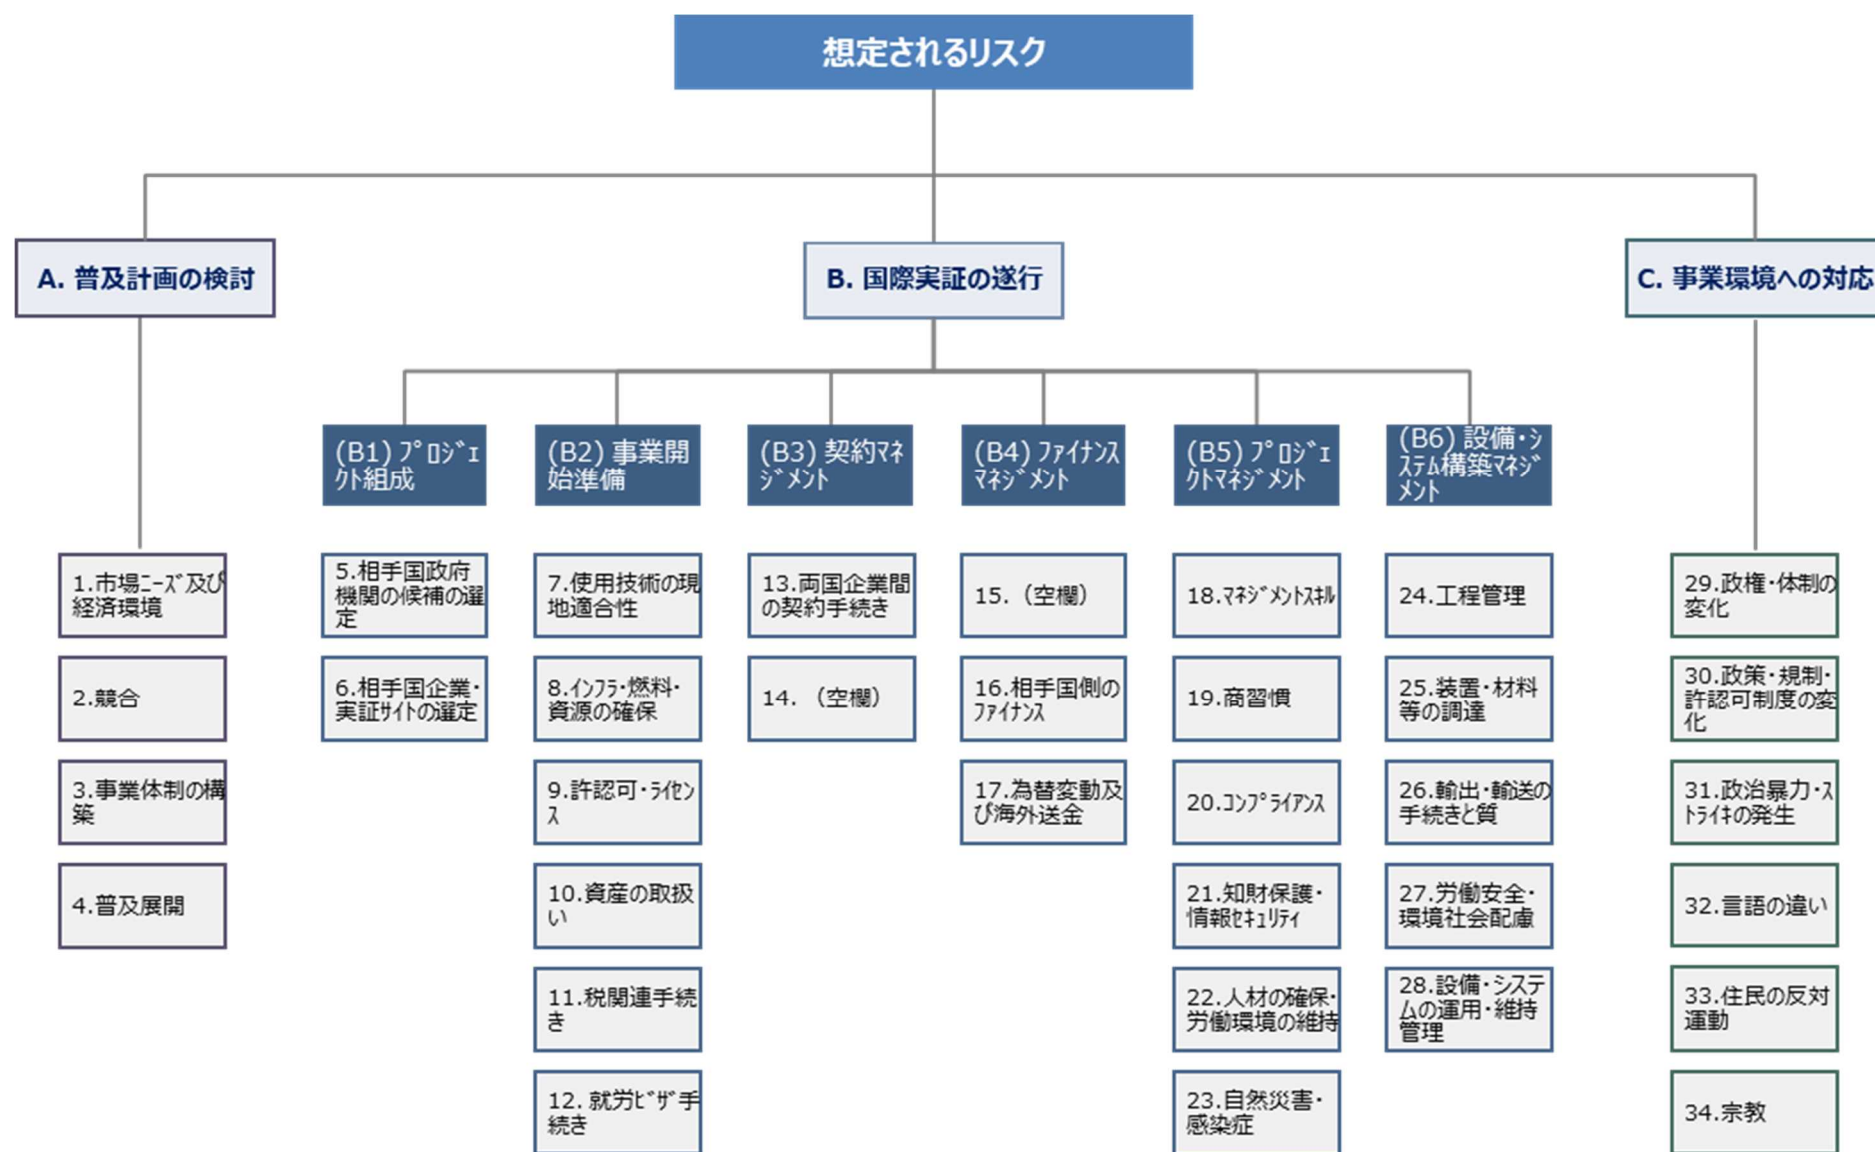 想定されるリスク
A. 普及計画の検討
B. 国際実証の遂行
C. 事業環境への対応
(B1) ﾌﾟﾛｼﾞｪ
ｸﾄ組成
(B2) 事業開
始準備
(B3) 契約ﾏﾈ
ｼﾞﾒﾝﾄ
(B4) ﾌｧｲﾅﾝｽ
ﾏﾈｼﾞﾒﾝﾄ
(B5) ﾌﾟﾛｼﾞｪ
ｸﾄﾏﾈｼﾞﾒﾝﾄ
(B6) 設備・ｼ
ｽﾃﾑ構築ﾏﾈｼﾞ
ﾒﾝﾄ
1.市場ﾆｰｽﾞ及び
経済環境
2.競合
3.事業体制の構
築
4.普及展開
5.相手国政府
機関の候補の選
定
6.相手国企業・
実証ｻｲﾄの選定
7.使用技術の現
地適合性
8.ｲﾝﾌﾗ・燃料・
資源の確保
9.許認可・ﾗｲｾﾝ
ｽ
10.資産の取扱
い
11.税関連手続
き
12. 就労ﾋﾞｻﾞ手
続き
13.両国企業間
の契約手続き
14. （空欄）
15.（空欄）
16.相手国側の
ﾌｧｲﾅﾝｽ
17.為替変動及
び海外送金
18.ﾏﾈｼﾞﾒﾝﾄｽｷﾙ
19.商習慣
20.ｺﾝﾌﾟﾗｲｱﾝｽ
21.知財保護・
情報ｾｷｭﾘﾃｨ
22.人材の確保・
労働環境の維持
23.自然災害・
感染症
24.工程管理
25.装置・材料
等の調達
26.輸出・輸送の
手続きと質
27.労働安全・
環境社会配慮
28.設備・システ
ムの運用・維持
管理
29.政権・体制の
変化
30.政策・規制・
許認可制度の変
化
31.政治暴力・ｽ
ﾄﾗｲｷの発生
32.言語の違い
33.住民の反対
運動
34.宗教